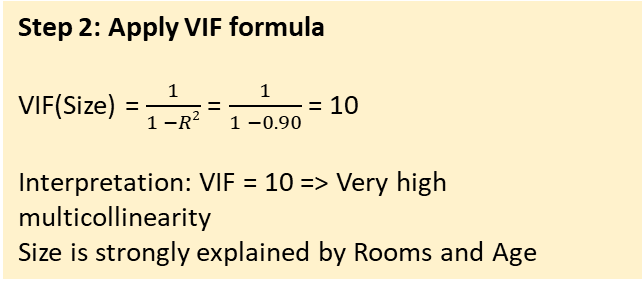 Step 2: Apply VIF formula
VIF(Size) = 1 / 1 −R² = 1 / 1 −0.90 = 10
Interpretation: VIF = 10 => Very high
multicollinearity
Size is strongly explained by Rooms and Age